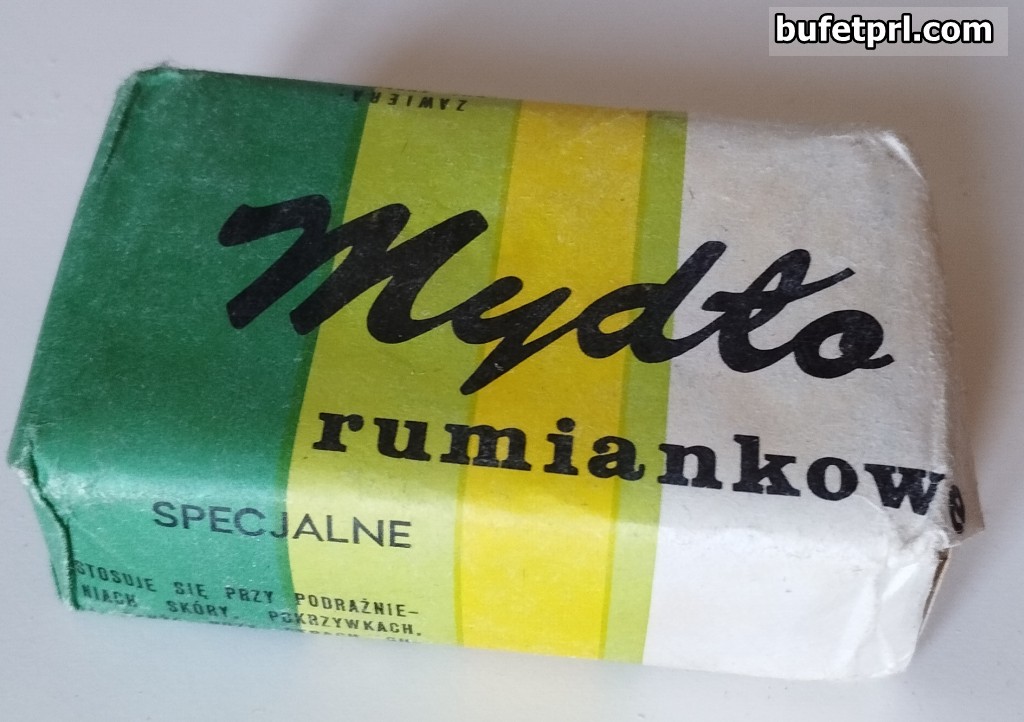 bufetprl.com
ZAWIERA
Mydło
rumiankowe
SPECJALNE
STOSUJE SIĘ PRZY PODRAŻNIE-
NIACH SKÓRY, POKRZYWKACH,